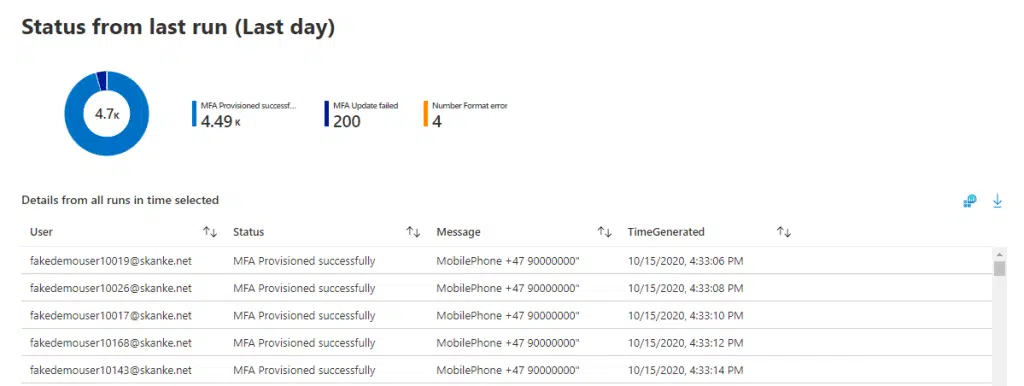 Status from last run (Last day)
4.7K
MFA Provisioned successf...
4.49 K
MFA Update failed
200
Number Format error
4
Details from all runs in time selected
User Status Message TimeGenerated
fakedemouser10019@skanke.net MFA Provisioned successfully MobilePhone +47 90000000" 10/15/2020, 4:33:06 PM
fakedemouser10026@skanke.net MFA Provisioned successfully MobilePhone +47 90000000" 10/15/2020, 4:33:08 PM
fakedemouser10017@skanke.net MFA Provisioned successfully MobilePhone +47 90000000" 10/15/2020, 4:33:10 PM
fakedemouser10168@skanke.net MFA Provisioned successfully MobilePhone +47 90000000" 10/15/2020, 4:33:12 PM
fakedemouser10143@skanke.net MFA Provisioned successfully MobilePhone +47 90000000" 10/15/2020, 4:33:14 PM